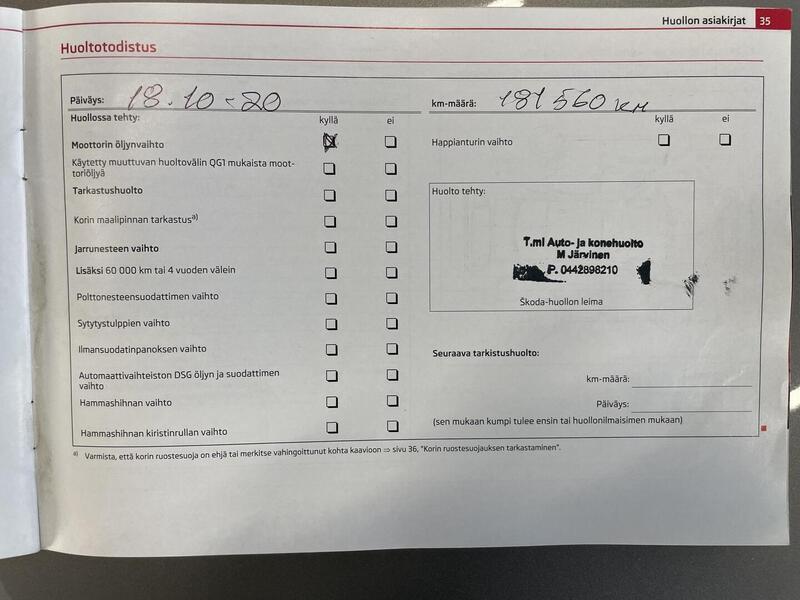 Huollon asiakirjat 35
Huoltotodistus
Päiväys: 18.10-20
km-määrä: 181 560 км
Huollossa tehty: kyllä ei
kyllä ei
Moottorin öljynvaihto
Happianturin vaihto
Käytetty muuttuvan huoltovälin QG1 mukaista moot-
toriöljyä
Tarkastushuolto
Korin maalipinnan tarkastusa)
Jarrunesteen vaihto
Lisäksi 60 000 km tai 4 vuoden välein
Polttonesteensuodattimen vaihto
Sytytystulppien vaihto
Ilmansuodatinpanoksen vaihto
Automaattivaihteiston DSG öljyn ja suodattimen
vaihto
Hammashihnan vaihto
Hammashihnan kiristinrullan vaihto
Huolto tehty:
T.mi Auto- ja konehuolto
M Järvinen
P. 0442898210
Škoda-huollon leima
Seuraava tarkistushuolto:
km-määrä:
Päiväys:
(sen mukaan kumpi tulee ensin tai huollonilmaisimen mukaan)
a) Varmista, että korin ruostesuoja on ehjä tai merkitse vahingoittunut kohta kaavioon ⇒ sivu 36, "Korin ruostesuojauksen tarkastaminen".